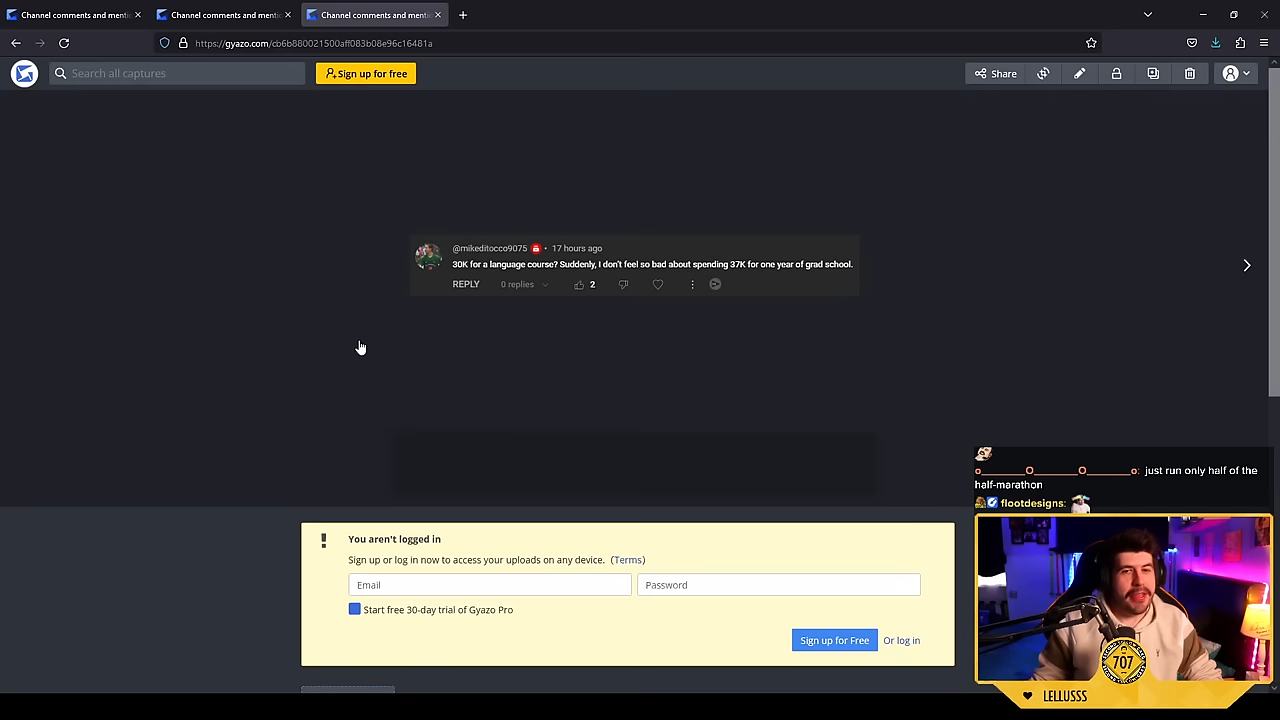 Channel comments and menti
Channel comments and menti
Channel comments and menti
https://gyazo.com/cb6b880021500aff083b08e96c16481a
Search all captures
Sign up for free
Share
@mikeditocco9075 • 17 hours ago
30K for a language course? Suddenly, I don't feel so bad about spending 37K for one year of grad school.
REPLY 0 replies 2
o_______O_______O_______o: just run only half of the
half-marathon
flootdesigns:
You aren't logged in
Sign up or log in now to access your uploads on any device. (Terms)
Email
Password
Start free 30-day trial of Gyazo Pro
Sign up for Free Or log in
707
LELLUSSS